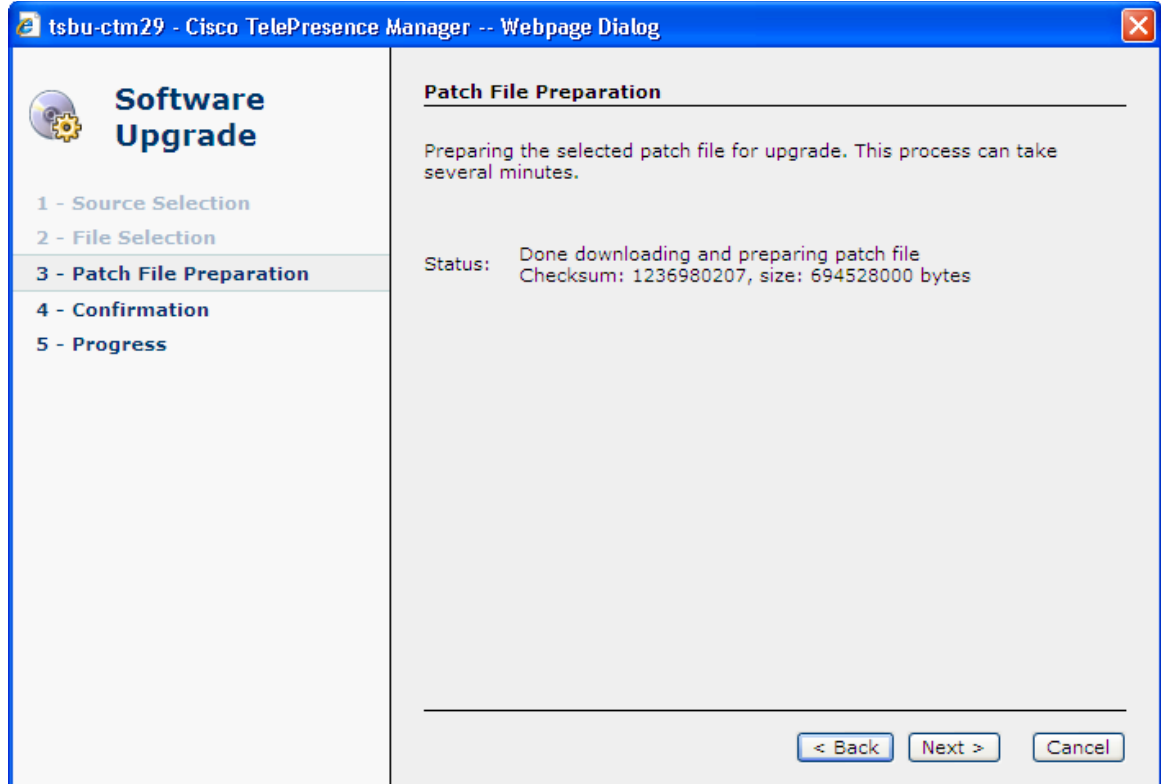 tsbu-ctm29 - Cisco TelePresence Manager -- Webpage Dialog
Software
Upgrade
1 - Source Selection
2 - File Selection
3 - Patch File Preparation
4 - Confirmation
5 - Progress
Patch File Preparation
Preparing the selected patch file for upgrade. This process can take
several minutes.
Status:
Done downloading and preparing patch file
Checksum: 1236980207, size: 694528000 bytes
< Back
Next >
Cancel